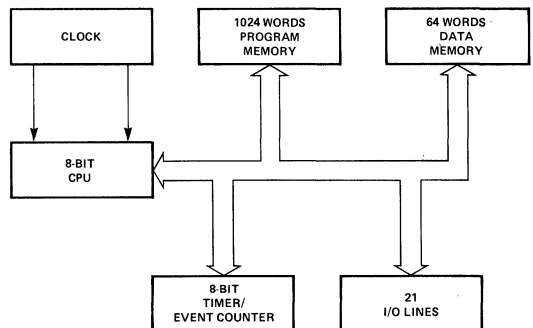 CLOCK
1024 WORDS
PROGRAM
MEMORY
64 WORDS
DATA
MEMORY
8-BIT
CPU
8-BIT
TIMER/
EVENT COUNTER
21
I/O LINES